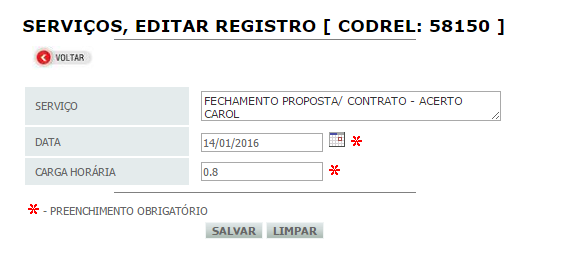 SERVIÇOS, EDITAR REGISTRO [ CODREL: 58150 ]
VOLTAR
SERVIÇO
FECHAMENTO PROPOSTA/ CONTRATO - ACERTO
CAROL
DATA
14/01/2016
*
CARGA HORÁRIA
0.8
*
* - PREENCHIMENTO OBRIGATÓRIO
SALVAR LIMPAR